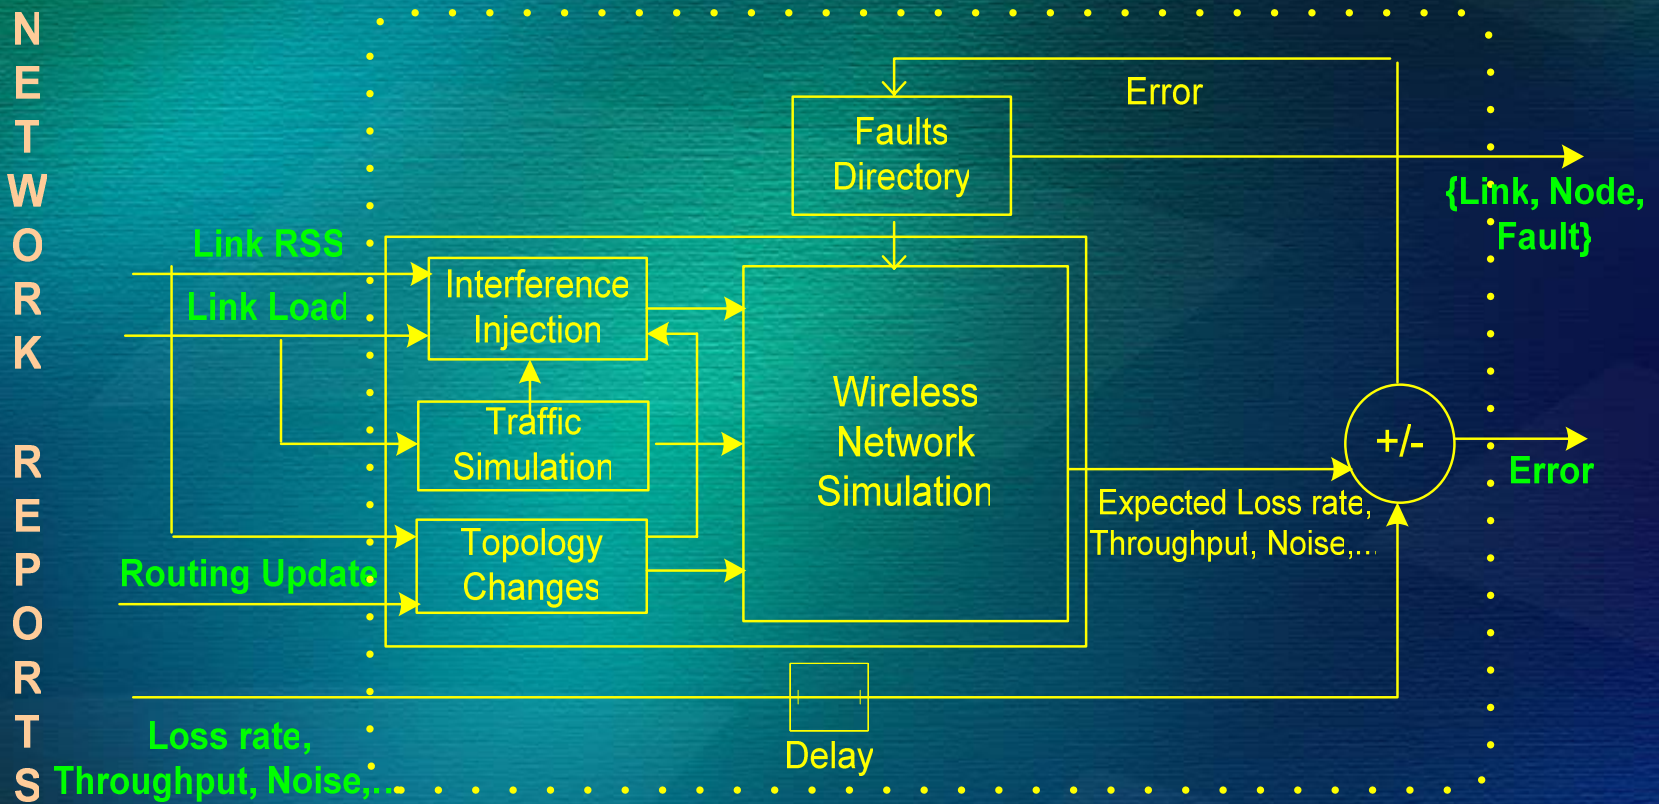 NETWORK REPORTS
Error
Faults
Directory
{Link, Node,
Fault}
Link RSS
Interference
Injection
Link Load
Wireless
Network
Simulation
Traffic
Simulation
+/-
Error
Expected Loss rate,
Throughput, Noise,...
Topology
Changes
Routing Update
Loss rate,
Throughput, Noise,...
Delay